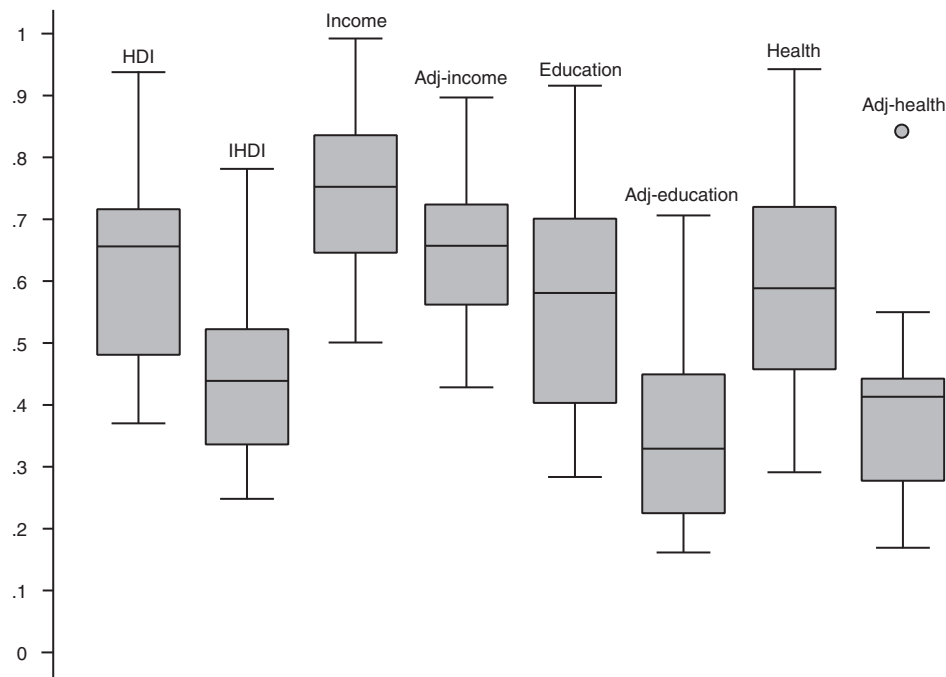 Income
1
HDI
Health
Education
Adj-income
.9
Adj-health
.8
IHDI
Adj-education
.7
.6
.5
.4
.3
.2
.1
0